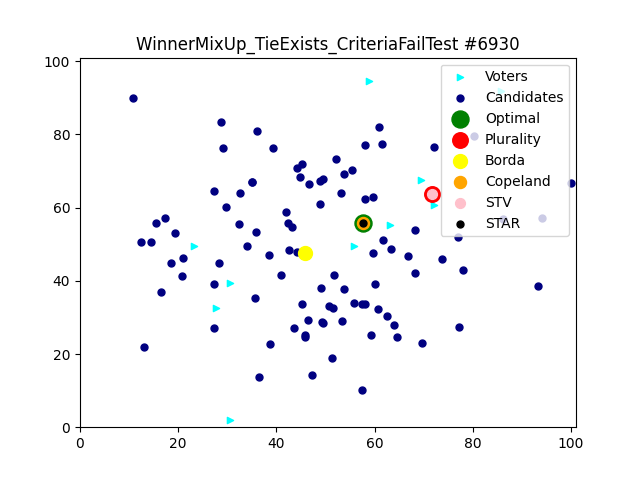 WinnerMixUp_TieExists_CriteriaFailTest #6930
100
80
60
40
20
0
0 20 40 60 80 100
Voters
Candidates
Optimal
Plurality
Borda
Copeland
STV
STAR